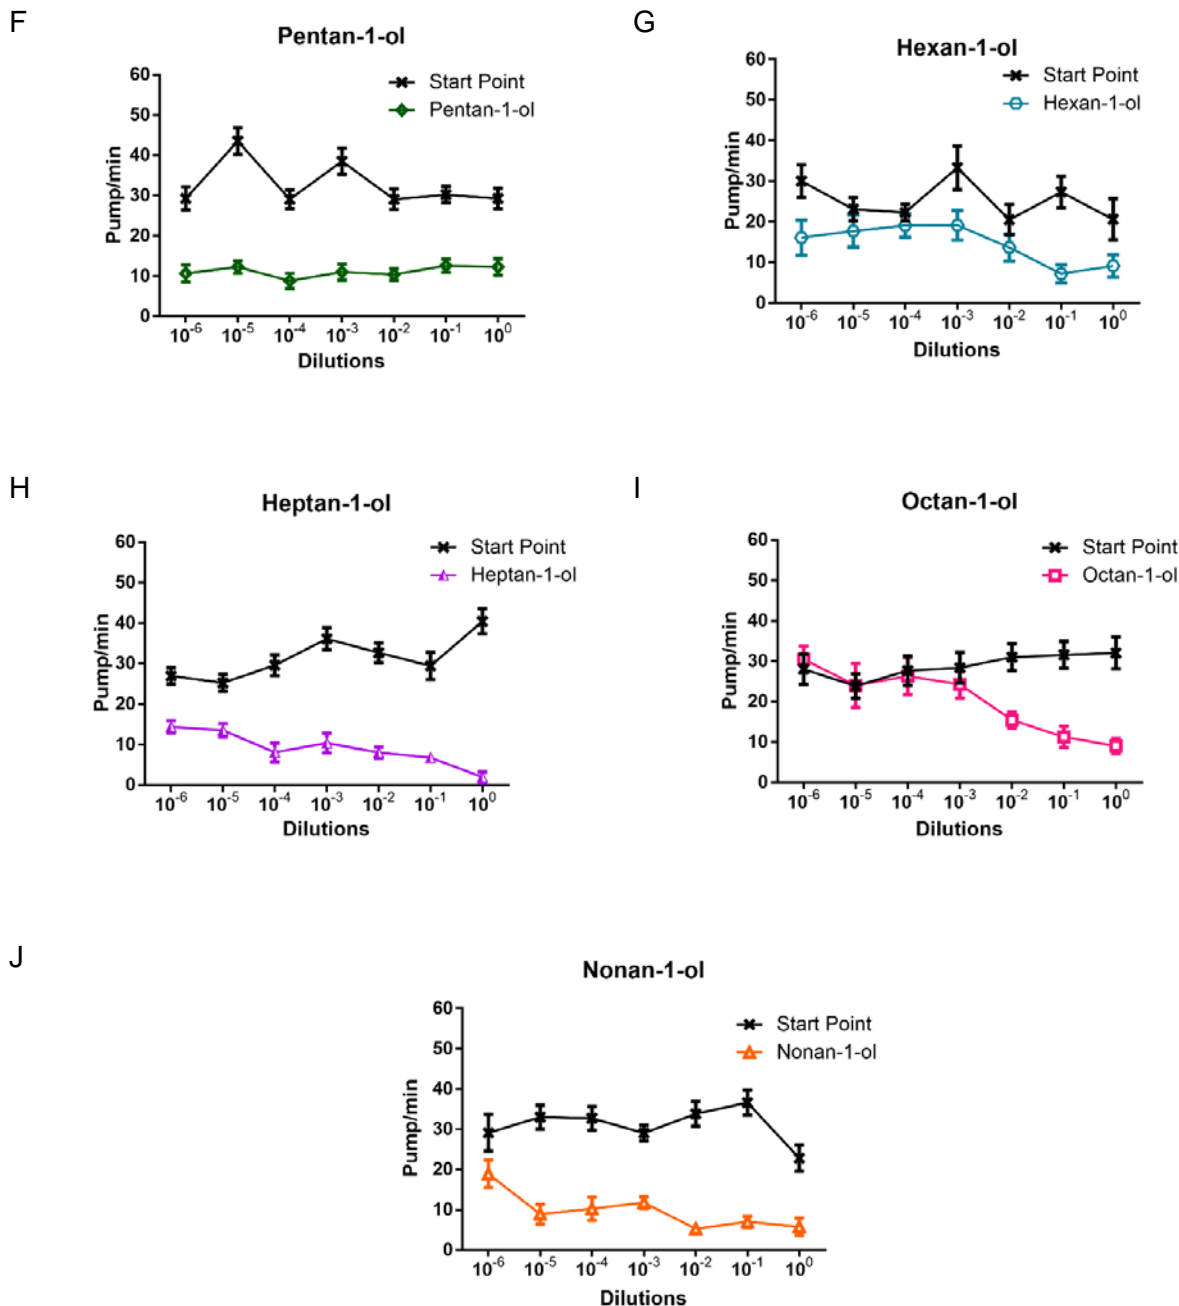 F
Pentan-1-ol
Start Point
Pentan-1-ol
60
50
40
30
20
10
0
Pump/min
10-6 10-5 10-4 10-3 10-2 10-1 100
Dilutions
G
Hexan-1-ol
Start Point
Hexan-1-ol
60
50
40
30
20
10
0
Pump/min
10-6 10-5 10-4 10-3 10-2 10-1 100
Dilutions
H
Heptan-1-ol
Start Point
Heptan-1-ol
60
50
40
30
20
10
0
Pump/min
10-6 10-5 10-4 10-3 10-2 10-1 100
Dilutions
I
Octan-1-ol
Start Point
Octan-1-ol
60
50
40
30
20
10
0
Pump/min
10-6 10-5 10-4 10-3 10-2 10-1 100
Dilutions
J
Nonan-1-ol
Start Point
Nonan-1-ol
60
50
40
30
20
10
0
Pump/min
10-6 10-5 10-4 10-3 10-2 10-1 100
Dilutions